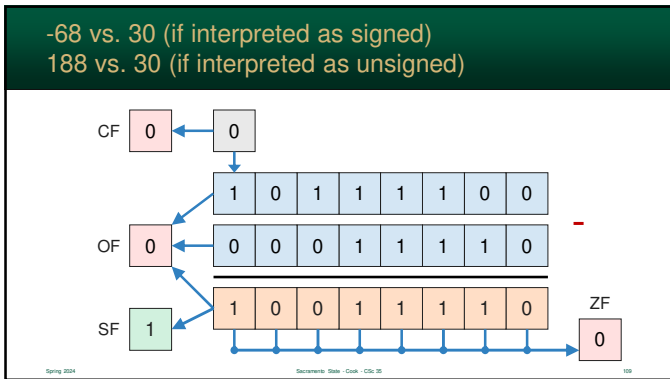 -68 vs. 30 (if interpreted as signed)
188 vs. 30 (if interpreted as unsigned)
CF 0 0
1 0 1 1 1 1 0 0
-
OF 0 0 0 0 1 1 1 1 0
1 0 0 1 1 1 1 0
SF 1
ZF
0
Spring 2024 Sacramento State - Cook - CSc 35 109